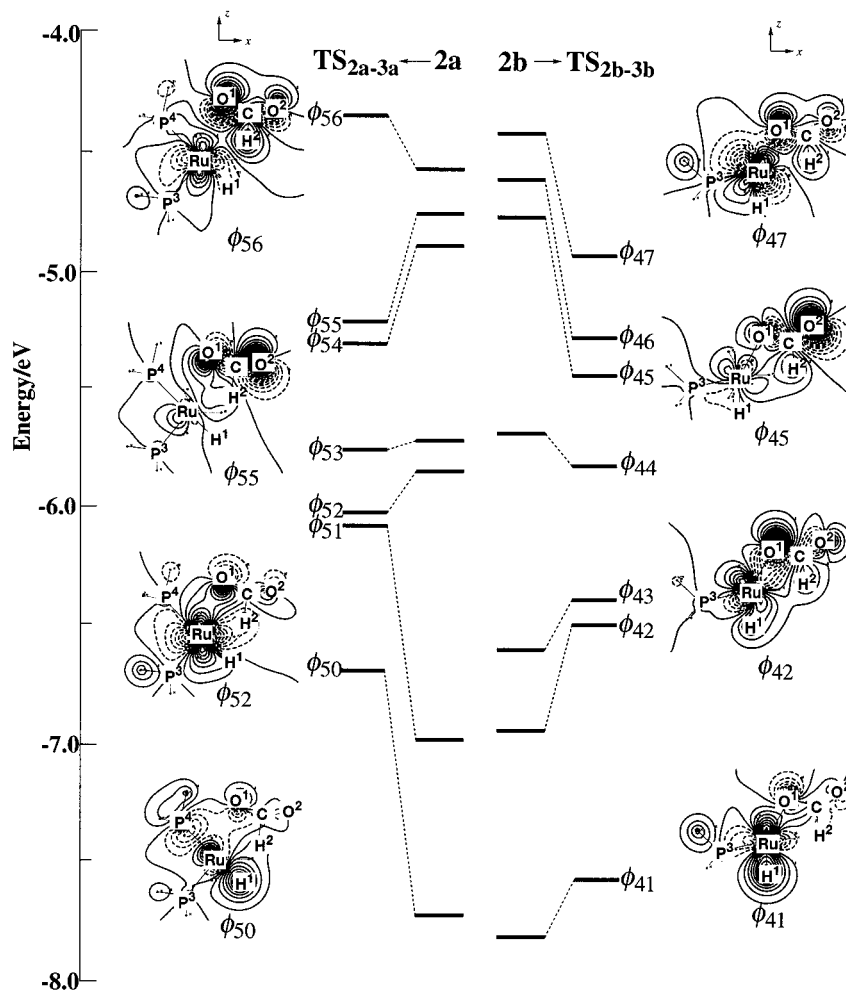 -4.0
z
x
TS2a-3a
2a
2b
TS2b-3b
z
x
O1
C
O2
P4
H2
Ru
H1
P3
ϕ56
ϕ56
O1
C
O2
H2
Ru
P3
H1
ϕ47
-5.0
ϕ47
ϕ55
ϕ54
ϕ46
ϕ45
O1
C
O2
P4
H2
Ru
H1
P3
ϕ55
O1
O2
C
H2
Ru
P3
H1
ϕ45
Energy/eV
ϕ53
ϕ44
-6.0
ϕ52
ϕ51
O1
O2
P4
C
H2
Ru
H1
P3
ϕ52
ϕ43
ϕ42
O1
O2
C
H2
Ru
P3
H1
ϕ42
ϕ50
-7.0
O1
C
O2
P4
H2
Ru
H1
P3
ϕ50
ϕ41
O1
C
O2
H2
Ru
P3
H1
ϕ41
-8.0